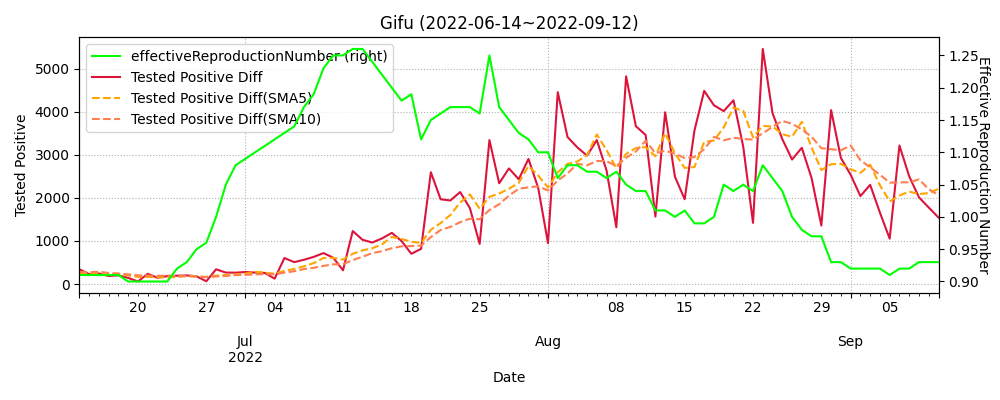 Gifu (2022-06-14~2022-09-12)
effectiveReproductionNumber (right)
Tested Positive Diff
Tested Positive Diff(SMA5)
Tested Positive Diff(SMA10)
Tested Positive
5000
4000
3000
2000
1000
0
Effective Reproduction Number
1.25
1.20
1.15
1.10
1.05
1.00
0.95
0.90
20 27 04 11 18 25 08 15 22 29 05
Jul Aug Sep
2022
Date